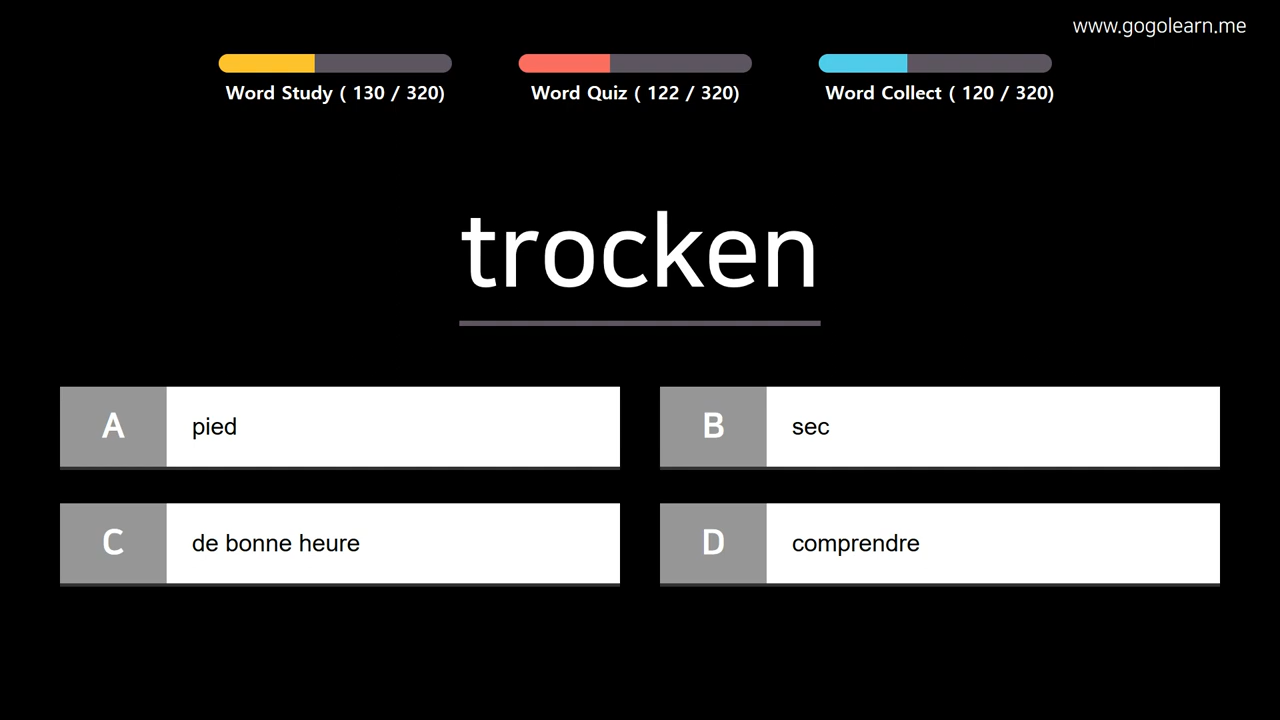 www.gogolearn.me
Word Study ( 130 / 320)
Word Quiz ( 122 / 320)
Word Collect ( 120 / 320)
trocken
A pied
B sec
C de bonne heure
D comprendre